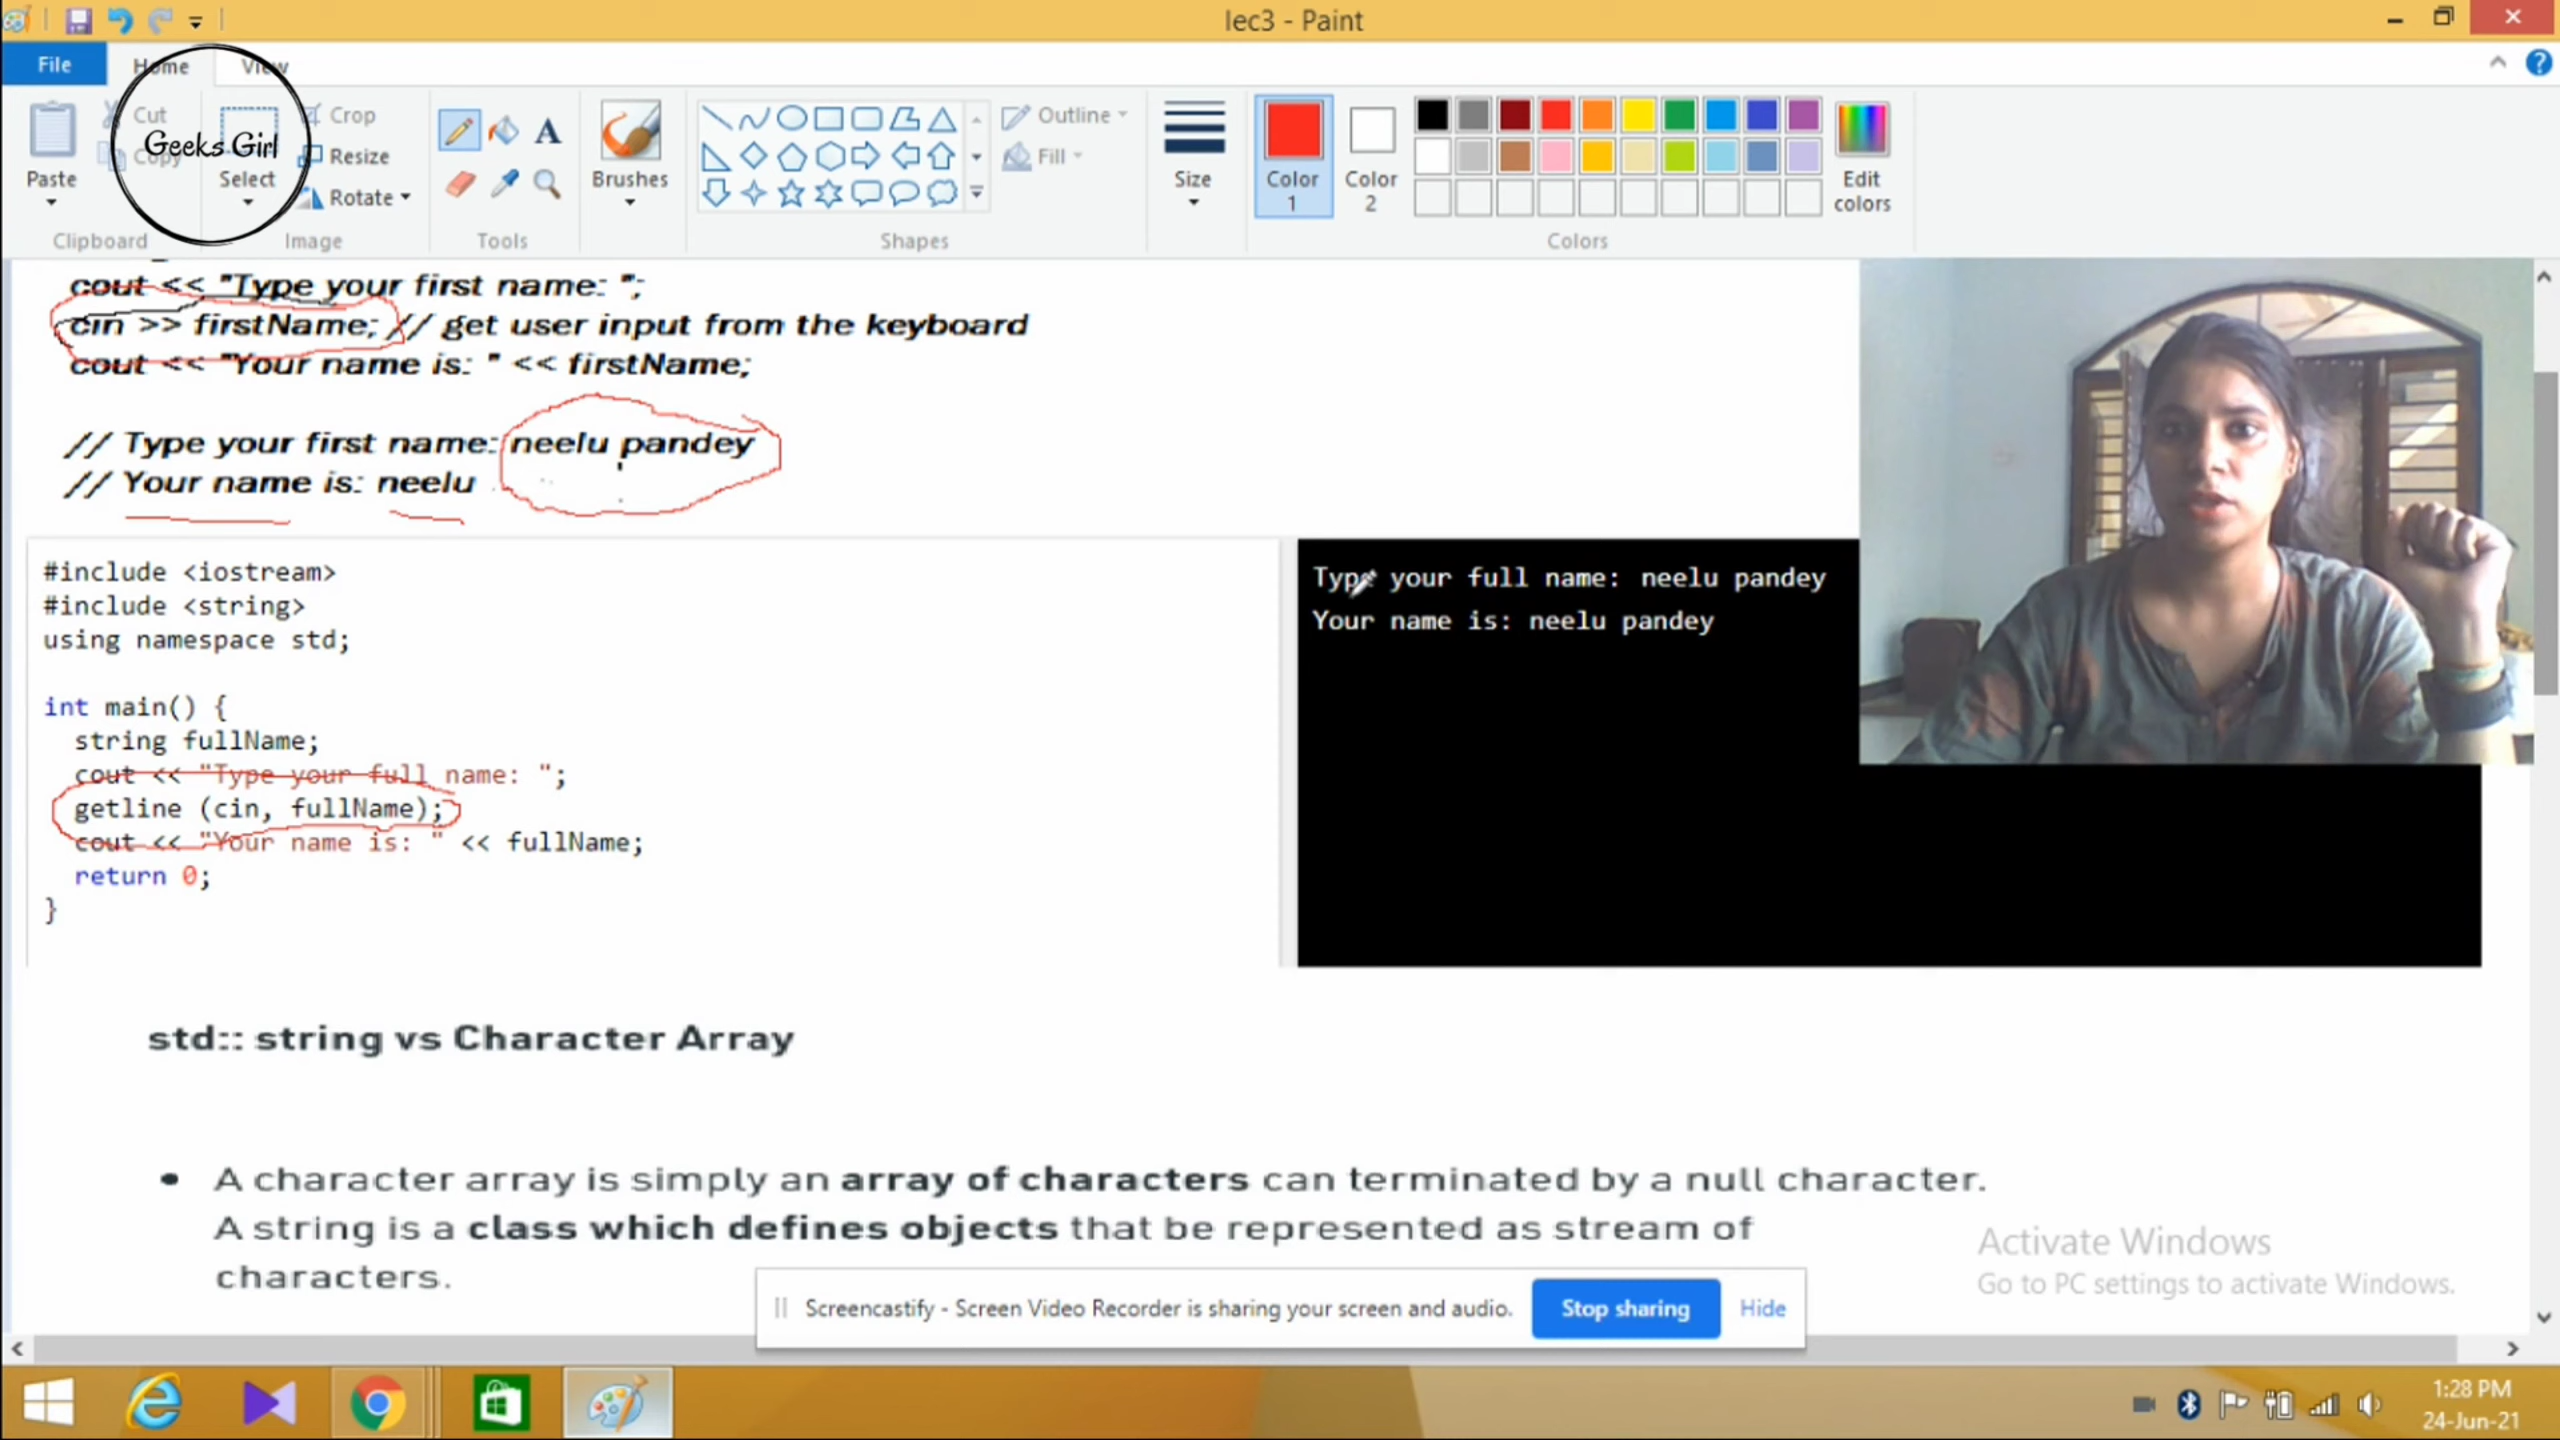 lec3 - Paint
File
Home
View
Paste
Cut
Copy
Geeks Girl
Select
Crop
Resize
Rotate
Brushes
Outline
Fill
Size
Color 1
Color 2
Edit colors
Clipboard
Image
Tools
Shapes
Colors
cout << "Type your first name: ";
cin >> firstName; // get user input from the keyboard
cout << "Your name is: " << firstName;
// Type your first name: neelu pandey
// Your name is: neelu
#include <iostream>
#include <string>
using namespace std;
int main() {
string fullName;
cout << "Type your full name: ";
getline (cin, fullName);
cout << "Your name is: " << fullName;
return 0;
}
Type your full name: neelu pandey
Your name is: neelu pandey
std:: string vs Character Array
• A character array is simply an array of characters can terminated by a null character.
A string is a class which defines objects that be represented as stream of
characters.
Activate Windows
Go to PC settings to activate Windows.
Screencastify - Screen Video Recorder is sharing your screen and audio.
Stop sharing
Hide
1:28 PM
24-Jun-21